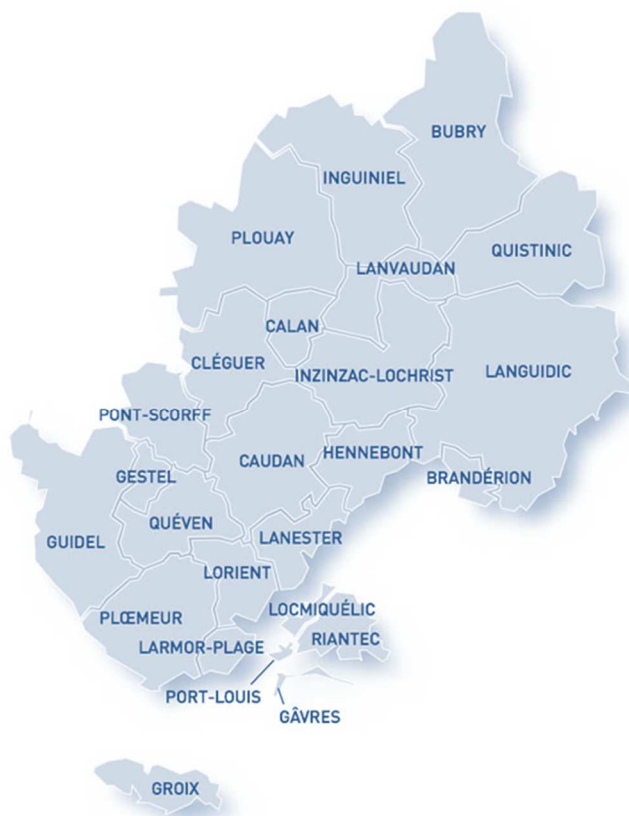 BUBRY
INGUINIEL
PLOUAY
QUISTINIC
LANVAUDAN
CALAN
CLÉGUER
INZINZAC-LOCHRIST
LANGUIDIC
PONT-SCORFF
HENNEBONT
CAUDAN
GESTEL
BRANDÉRION
QUÉVEN
GUIDEL
LANESTER
LORIENT
LOCMIQUÉLIC
PLŒMEUR
RIANTEC
LARMOR-PLAGE
PORT-LOUIS
GÂVRES
GROIX